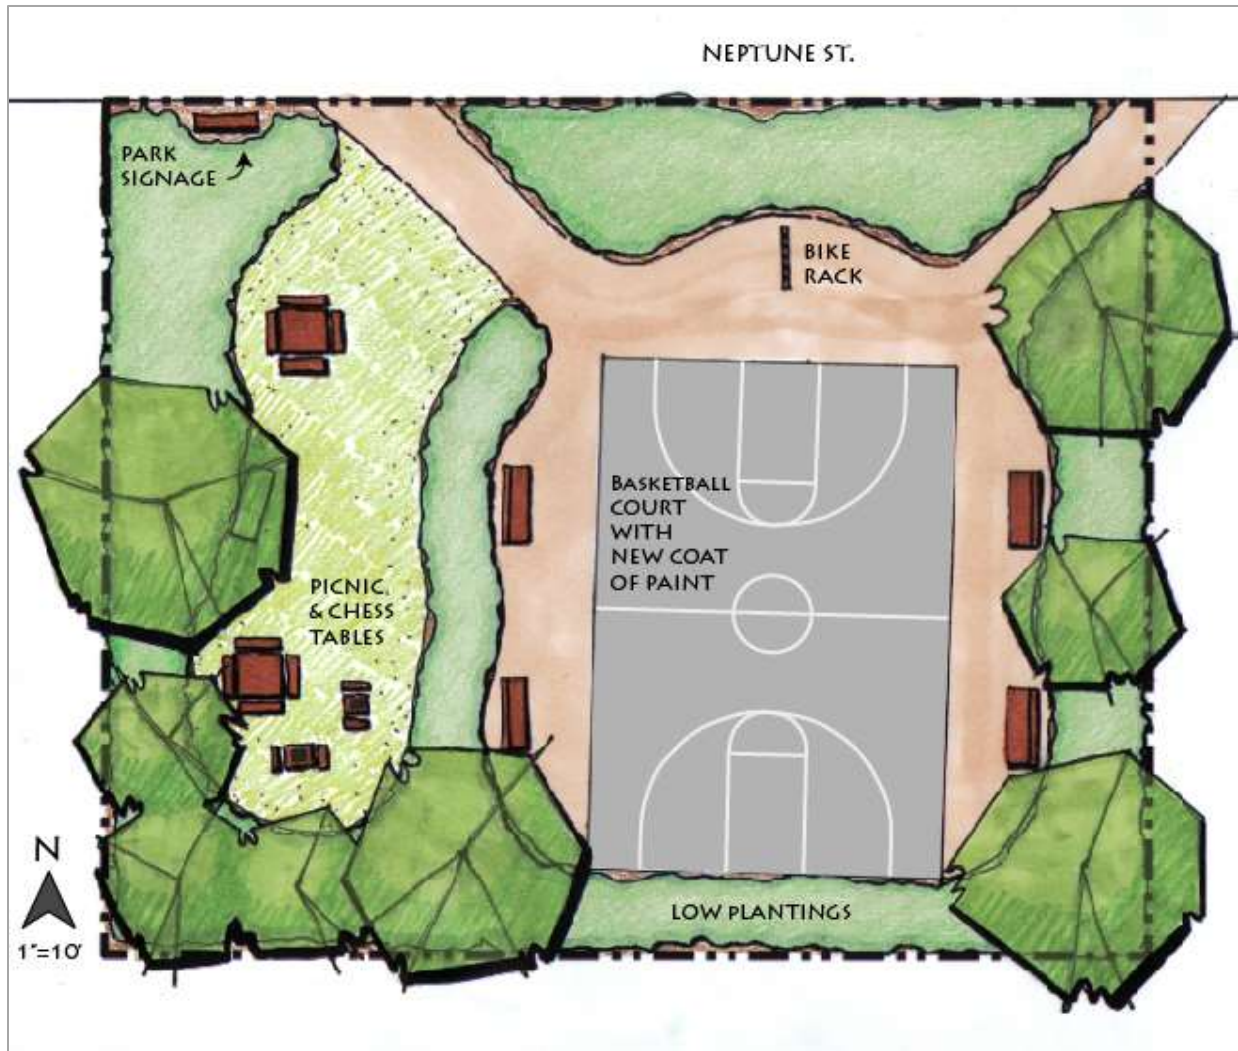 NEPTUNE ST.
PARK
SIGNAGE
BIKE
RACK
BASKETBALL
COURT
WITH
NEW COAT
OF PAINT
PICNIC
& CHESS
TABLES
LOW PLANTINGS
N
1"=10'